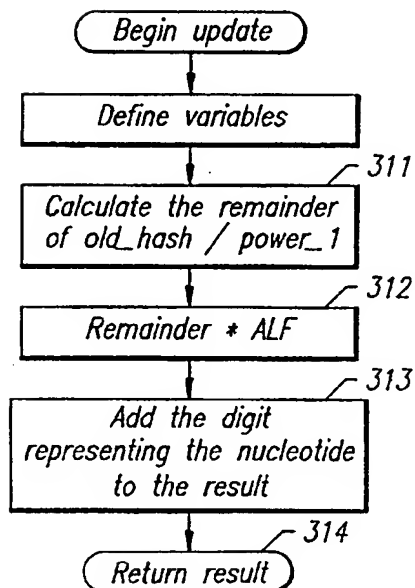 Begin update
Define variables
311
Calculate the remainder
of old_hash / power_1
312
Remainder * ALF
313
Add the digit
representing the nucleotide
to the result
314
Return result